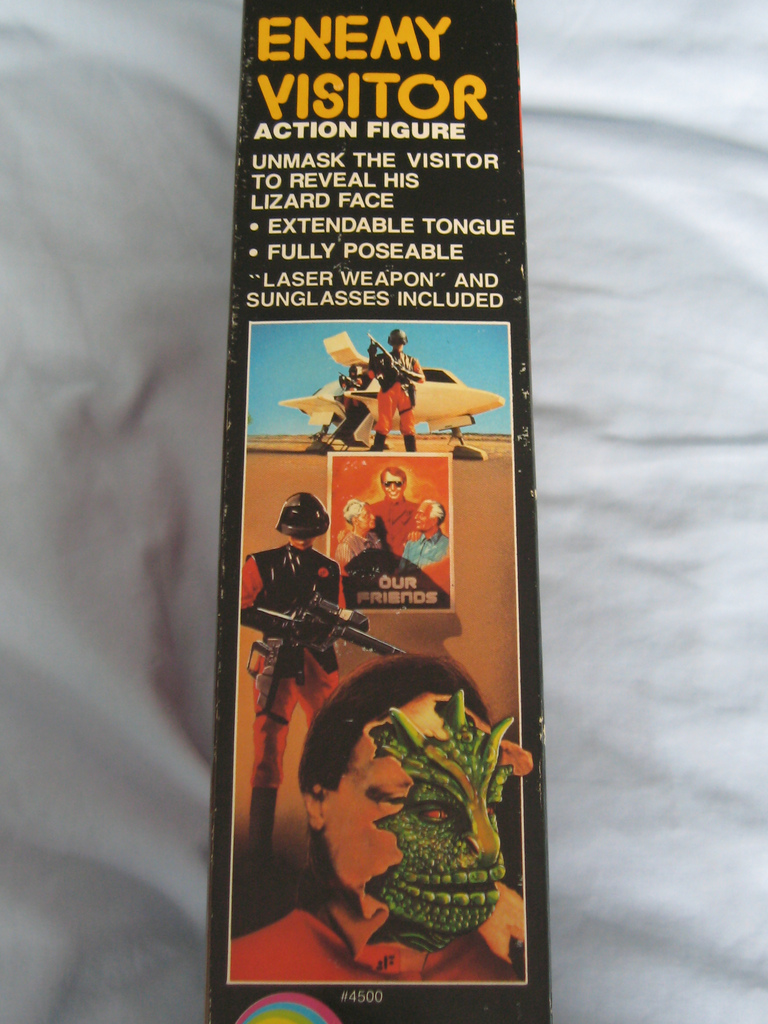 ENEMY
VISITOR
ACTION FIGURE
UNMASK THE VISITOR
TO REVEAL HIS
LIZARD FACE
• EXTENDABLE TONGUE
• FULLY POSEABLE
"LASER WEAPON" AND
SUNGLASSES INCLUDED
OUR
FRIENDS
#4500